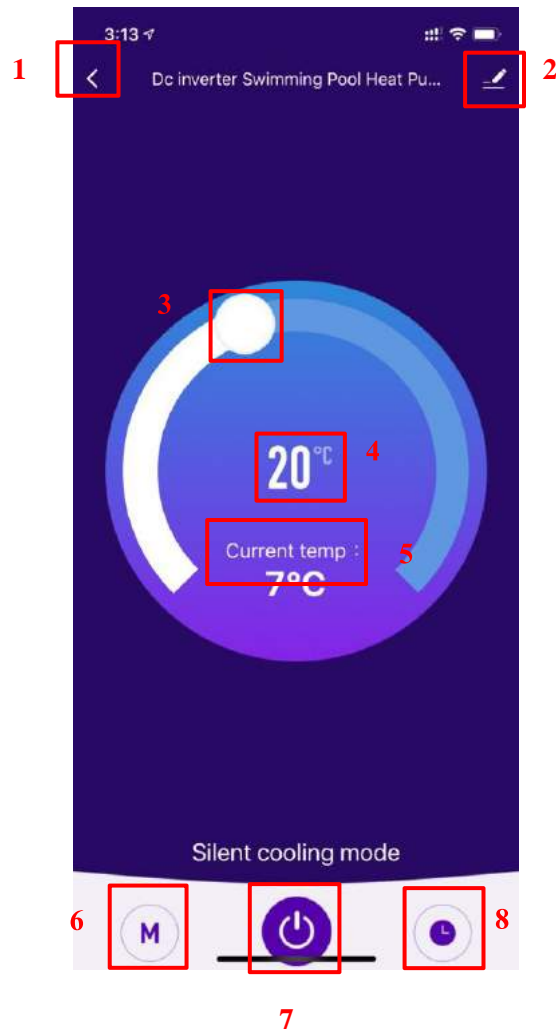 3:13
1
Dc inverter Swimming Pool Heat Pu...
2
3
20°C
4
Current temp :
5
7°C
Silent cooling mode
6
M
8
7